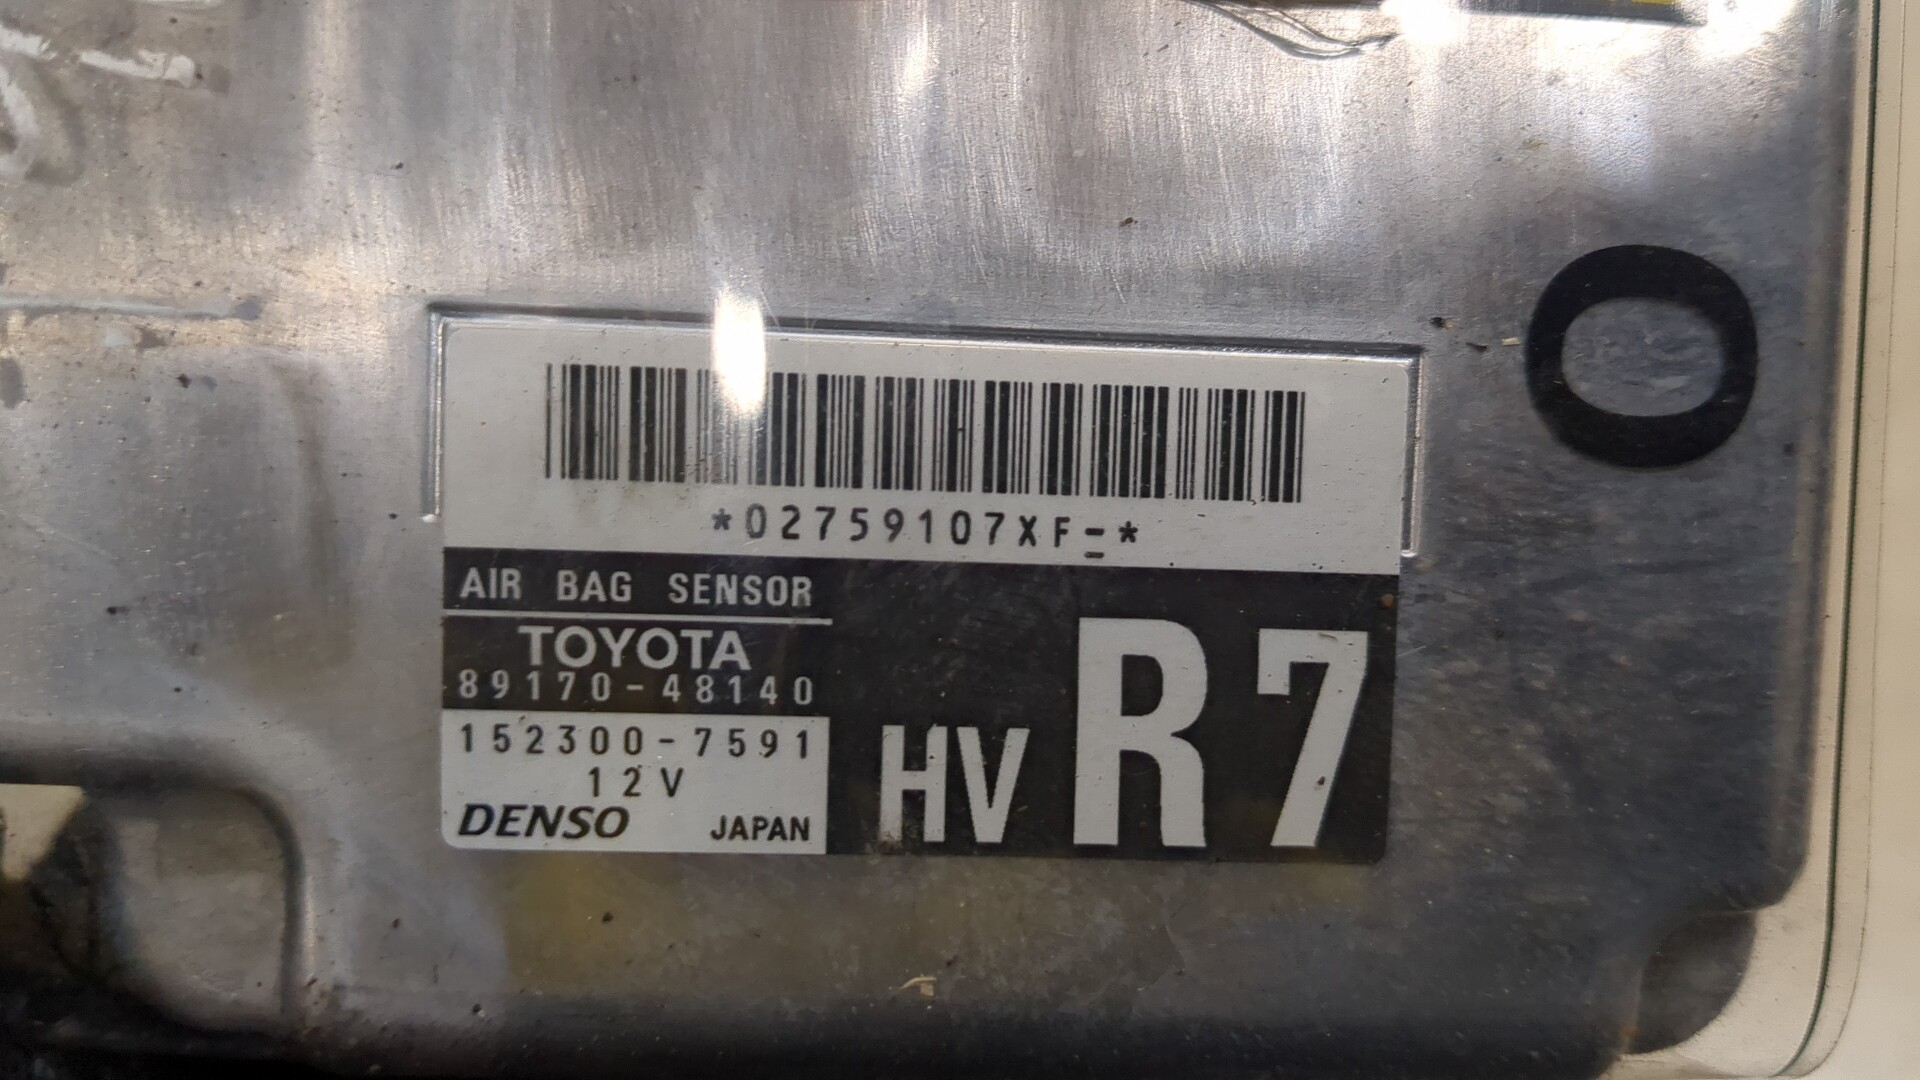 O
*02759107XF=*
AIR BAG SENSOR
TOYOTA
89170-48140
152300-7591
12V
DENSO JAPAN
HV R7